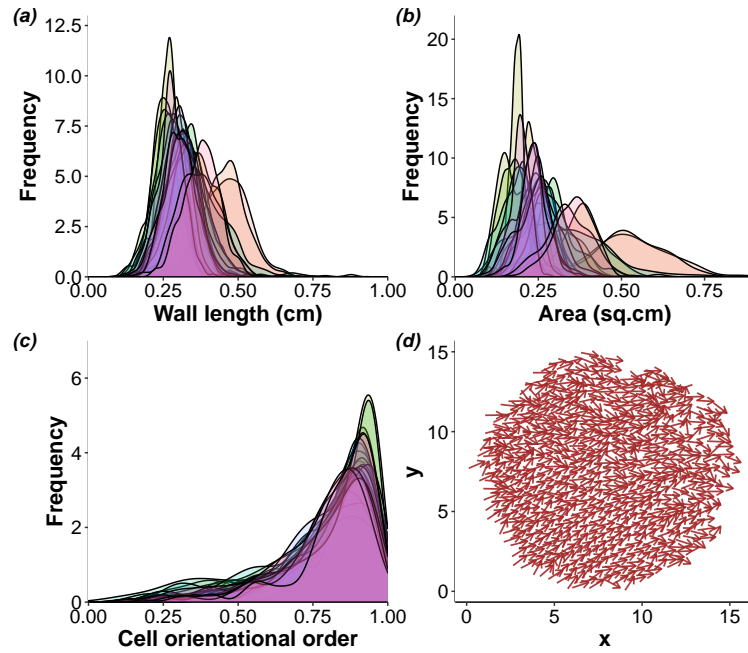 (a)
12.5
10.0
7.5
5.0
2.5
0.0
Frequency
0.00 0.25 0.50 0.75 1.00
Wall length (cm)
(b)
20
15
10
5
0
Frequency
0.00 0.25 0.50 0.75
Area (sq.cm)
(c)
6
4
2
0
Frequency
0.00 0.25 0.50 0.75 1.00
Cell orientational order
(d)
15
10
5
0
y
0 5 10 15
x